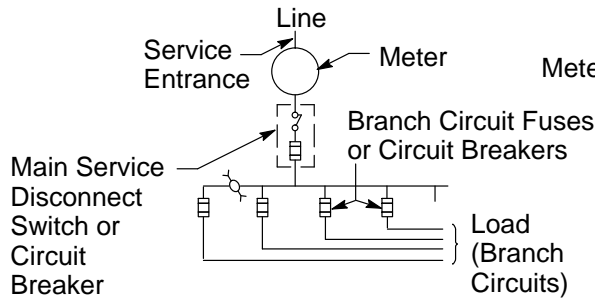 Line
Service
Entrance
Meter
Mete
Branch Circuit Fuses
or Circuit Breakers
Main Service
Disconnect
Switch or
Circuit
Breaker
Load
(Branch
Circuits)